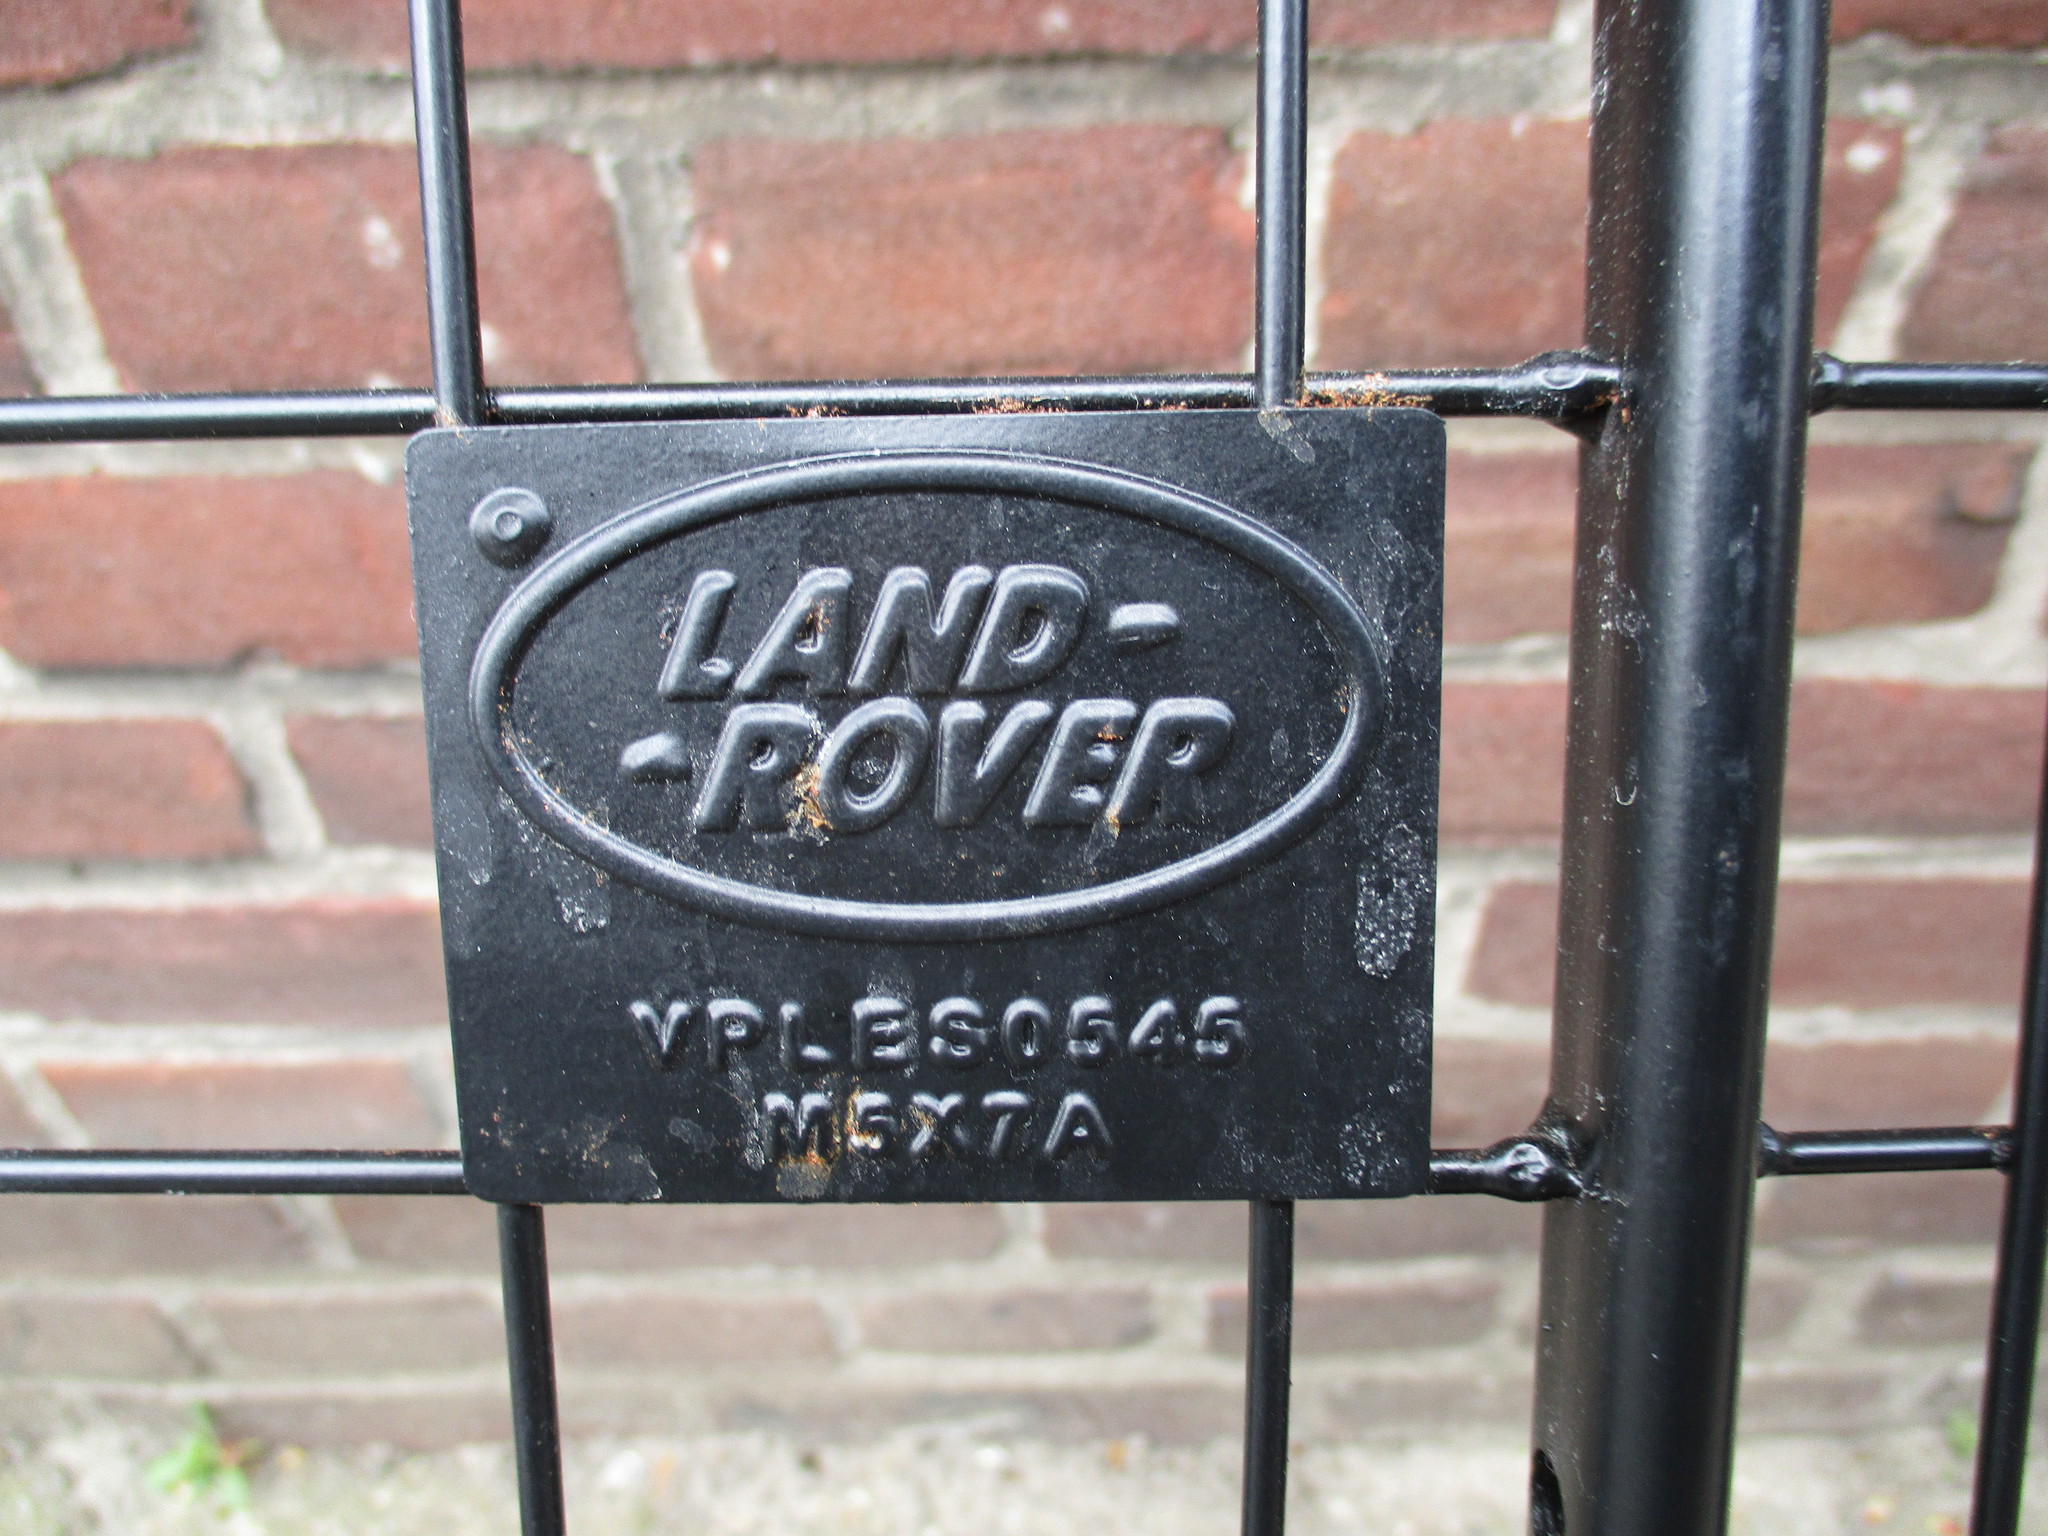 LAND-
-ROVER
VPLES0545
M5X7A